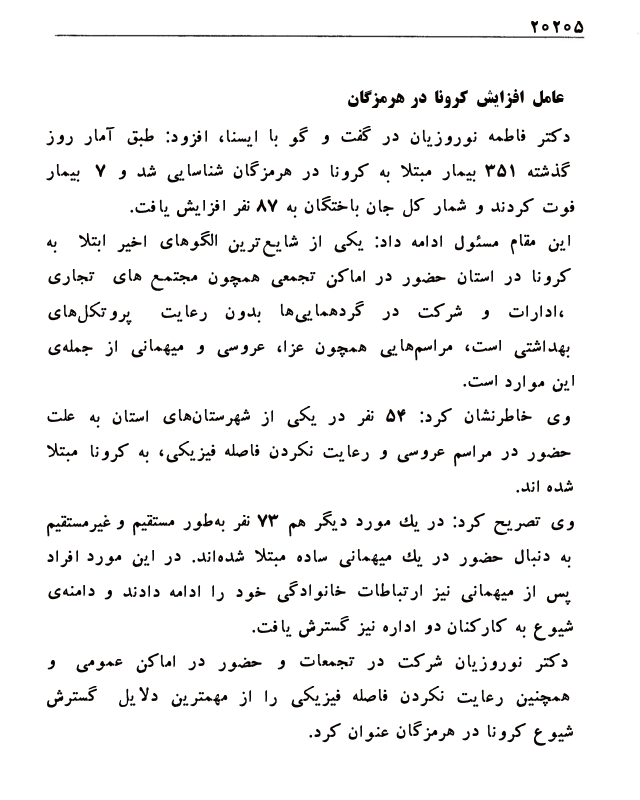 ۲۰۲۰۵
عامل افزایش کرونا در هرمزگان
دکتر فاطمه نوروزیان در گفت و گو با ایسنا، افزود: طبق آمار روز
گذشته ۳۵۱ بیمار مبتلا به کرونا در هرمزگان شناسایی شد و ۷ بیمار
فوت کردند و شمار کل جان باختگان به ۸۷ نفر افزایش یافت.
این مقام مسئول ادامه داد: یکی از شایع‌ترین الگوهای اخیر ابتلا به
کرونا در استان حضور در اماکن تجمعی همچون مجتمع های تجاری
،ادارات و شرکت در گردهمایی‌ها بدون رعایت پروتکل‌های
بهداشتی است، مراسم‌هایی همچون عزا، عروسی و میهمانی از جمله‌ی
این موارد است.
وی خاطرنشان کرد: ۵۴ نفر در یکی از شهرستان‌های استان به علت
حضور در مراسم عروسی و رعایت نکردن فاصله فیزیکی، به کرونا مبتلا
شده اند.
وی تصریح کرد: در یك مورد دیگر هم ۷۳ نفر به‌طور مستقیم و غیرمستقیم
به دنبال حضور در یك میهمانی ساده مبتلا شده‌اند. در این مورد افراد
پس از میهمانی نیز ارتباطات خانوادگی خود را ادامه دادند و دامنه‌ی
شیوع به کارکنان دو اداره نیز گسترش یافت.
دکتر نوروزیان شرکت در تجمعات و حضور در اماکن عمومی و
همچنین رعایت نکردن فاصله فیزیکی را از مهمترین دلایل گسترش
شیوع کرونا در هرمزگان عنوان کرد.